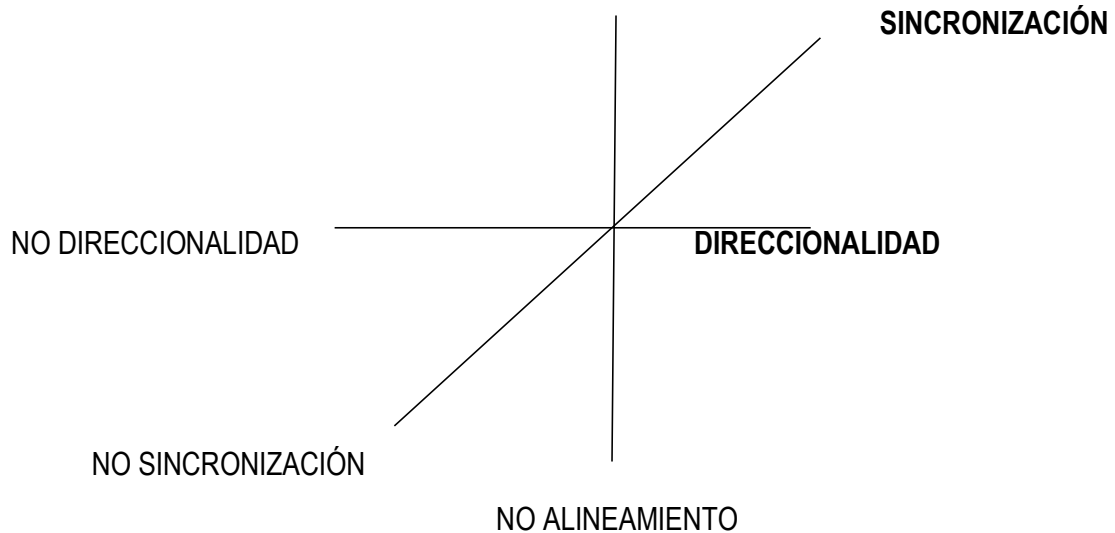 SINCRONIZACIÓN
NO DIRECCIONALIDAD
DIRECCIONALIDAD
NO SINCRONIZACIÓN
NO ALINEAMIENTO